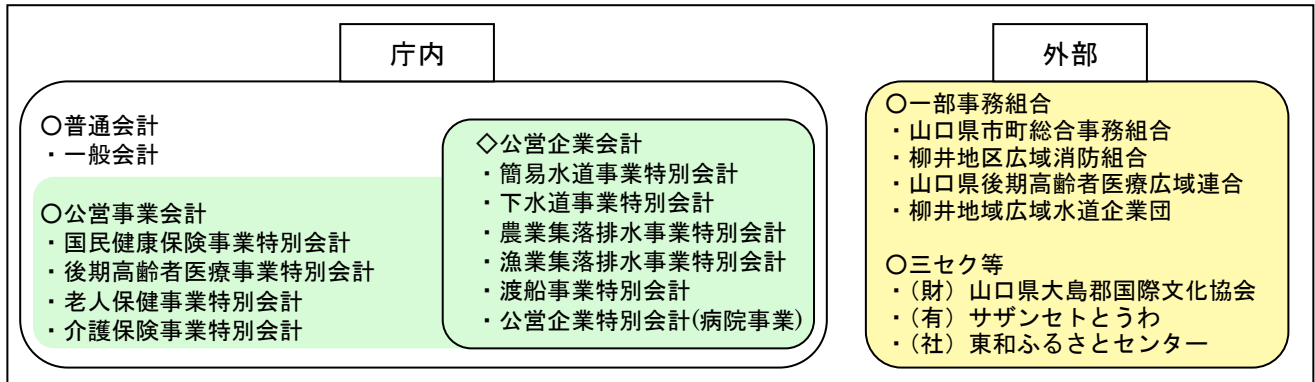 庁内
○普通会計
・一般会計
○公営事業会計
・国民健康保険事業特別会計
・後期高齢者医療事業特別会計
・老人保健事業特別会計
・介護保険事業特別会計
◇公営企業会計
・簡易水道事業特別会計
・下水道事業特別会計
・農業集落排水事業特別会計
・漁業集落排水事業特別会計
・渡船事業特別会計
・公営企業特別会計(病院事業)
外部
○一部事務組合
・山口県市町総合事務組合
・柳井地区広域消防組合
・山口県後期高齢者医療広域連合
・柳井地域広域水道企業団
○三セク等
・（財）山口県大島郡国際文化協会
・（有）サザンセトとうわ
・（社）東和ふるさとセンター